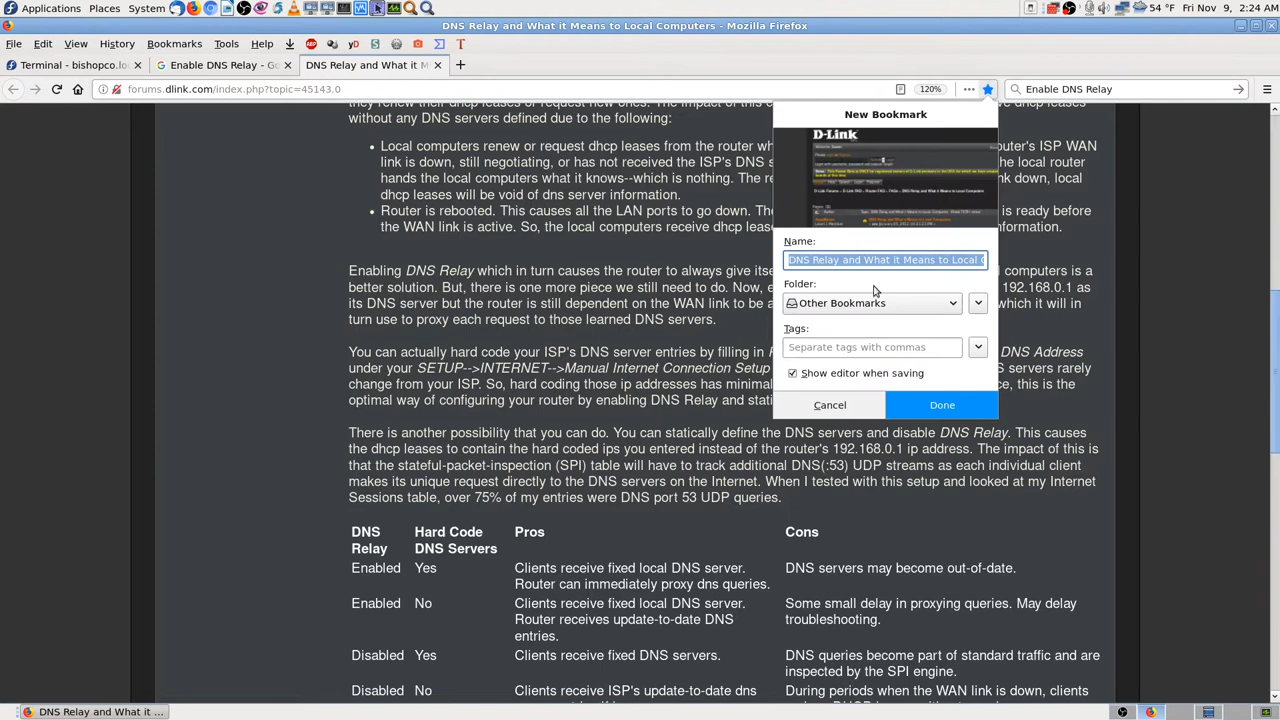 Applications Places System 54 °F Fri Nov 9, 2:24 AM
DNS Relay and What it Means to Local Computers - Mozilla Firefox
File Edit View History Bookmarks Tools Help
Terminal - bishopco.lo
Enable DNS Relay - Go
DNS Relay and What it M
forums.dlink.com/index.php?topic=45143.0
120%
Enable DNS Relay
they renew their dhcp leases or request new ones. The impact of this
without any DNS servers defined due to the following:
Local computers renew or request dhcp leases from the router wh
outer's ISP WAN
link is down, still negotiating, or has not received the ISP's DNS s
the local router
hands the local computers what it knows--which is nothing. The re
k down, local
dhcp leases will be void of dns server information.
Router is rebooted. This causes all the LAN ports to go down. The
is ready before
the WAN link is active. So, the local computers receive dhcp leas
ormation.
Enabling DNS Relay which in turn causes the router to always give itse
computers is a
better solution. But, there is one more piece we still need to do. Now, e
192.168.0.1 as
its DNS server but the router is still dependent on the WAN link to be a
which it will in
turn use to proxy each request to those learned DNS servers.
You can actually hard code your ISP's DNS server entries by filling in
DNS Address
under your SETUP-->INTERNET-->Manual Internet Connection Setup
servers rarely
change from your ISP. So, hard coding those ip addresses has minimal
ce, this is the
optimal way of configuring your router by enabling DNS Relay and stati
There is another possibility that you can do. You can statically define the DNS servers and disable DNS Relay. This causes
the dhcp leases to contain the hard coded ips you entered instead of the router's 192.168.0.1 ip address. The impact of this is
that the stateful-packet-inspection (SPI) table will have to track additional DNS(:53) UDP streams as each individual client
makes its unique request directly to the DNS servers on the Internet. When I tested with this setup and looked at my Internet
Sessions table, over 75% of my entries were DNS port 53 UDP queries.
DNS Relay
Hard Code DNS Servers
Pros
Cons
Enabled Yes
Clients receive fixed local DNS server.
Router can immediately proxy dns queries.
DNS servers may become out-of-date.
Enabled No
Clients receive fixed local DNS server.
Router receives update-to-date DNS
entries.
Some small delay in proxying queries. May delay
troubleshooting.
Disabled Yes
Clients receive fixed DNS servers.
DNS queries become part of standard traffic and are
inspected by the SPI engine.
Disabled No
Clients receive ISP's update-to-date dns
During periods when the WAN link is down, clients
New Bookmark
D-Link
Name:
DNS Relay and What it Means to Local C
Folder:
Other Bookmarks
Tags:
Separate tags with commas
Show editor when saving
Cancel
Done
DNS Relay and What it ...